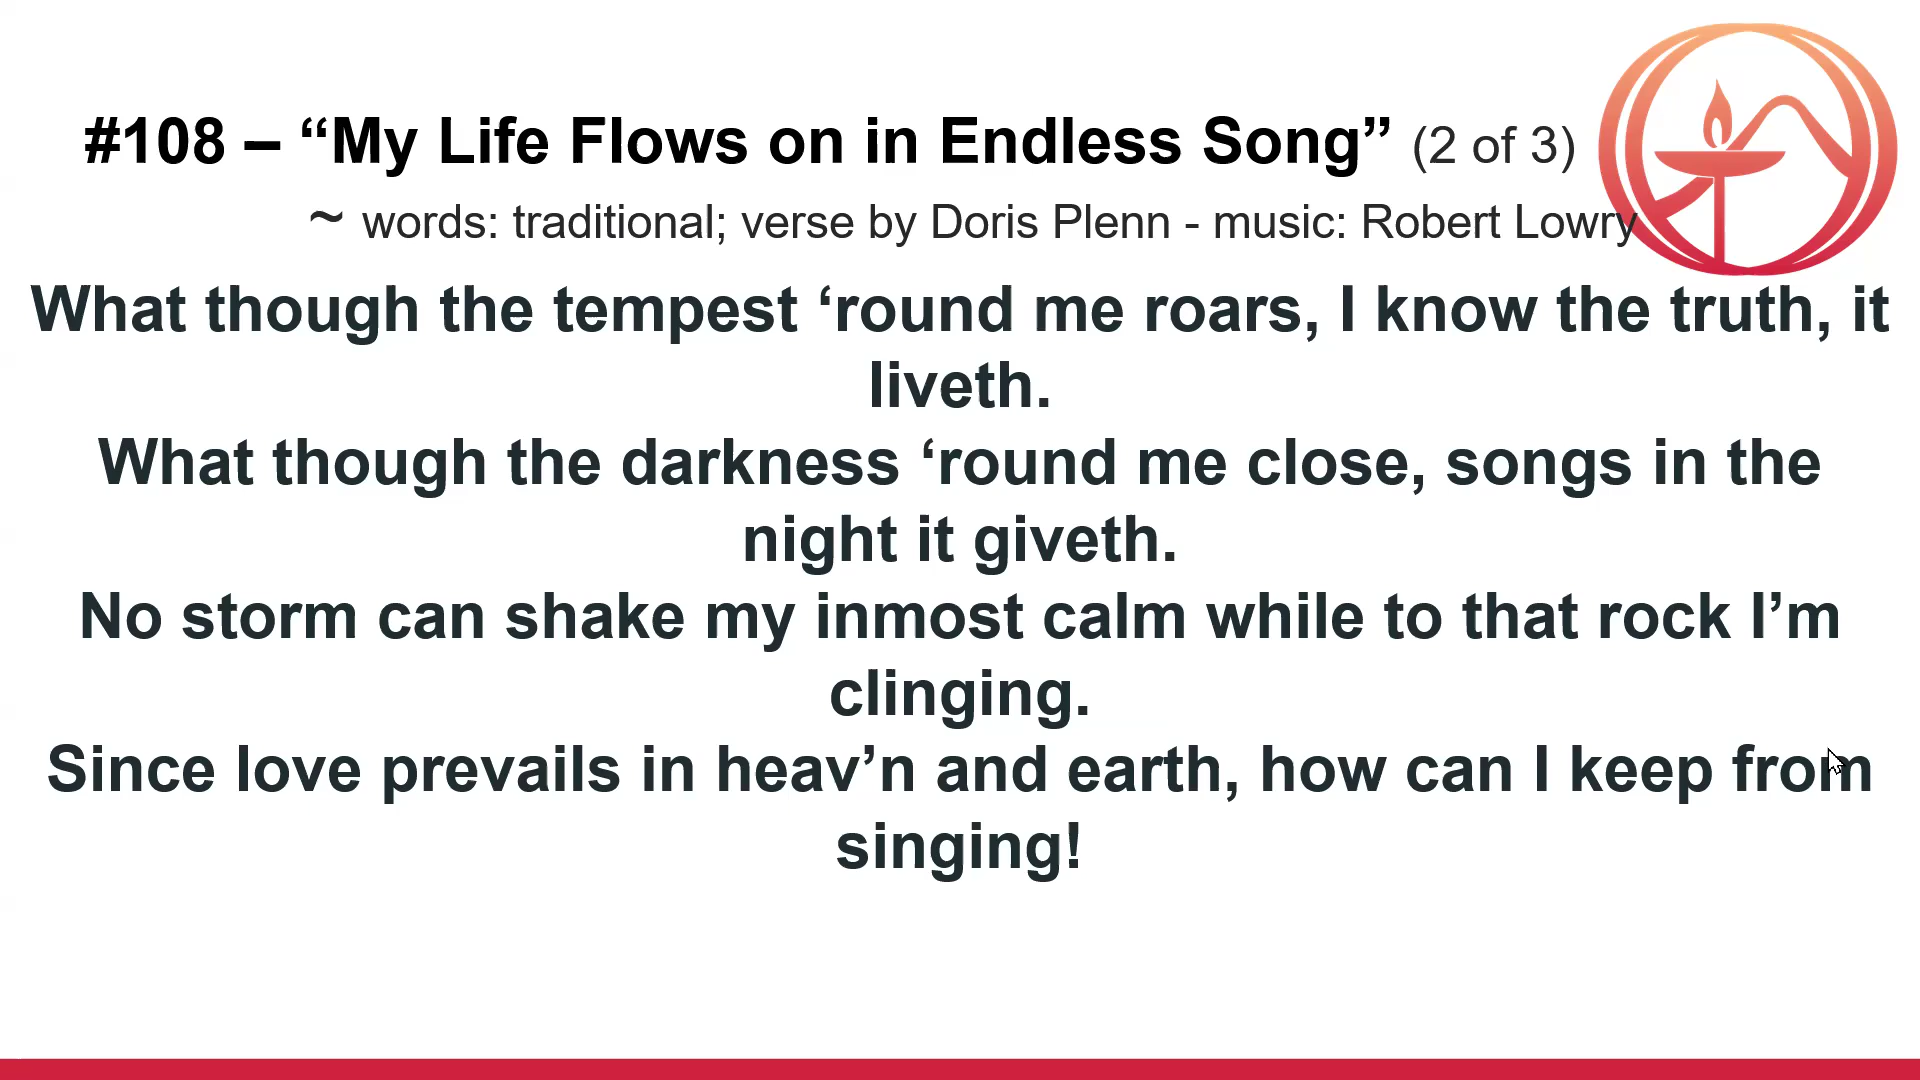 #108 – “My Life Flows on in Endless Song” (2 of 3)
~ words: traditional; verse by Doris Plenn - music: Robert Lowry
What though the tempest ‘round me roars, I know the truth, it
liveth.
What though the darkness ‘round me close, songs in the
night it giveth.
No storm can shake my inmost calm while to that rock I’m
clinging.
Since love prevails in heav’n and earth, how can I keep from
singing!